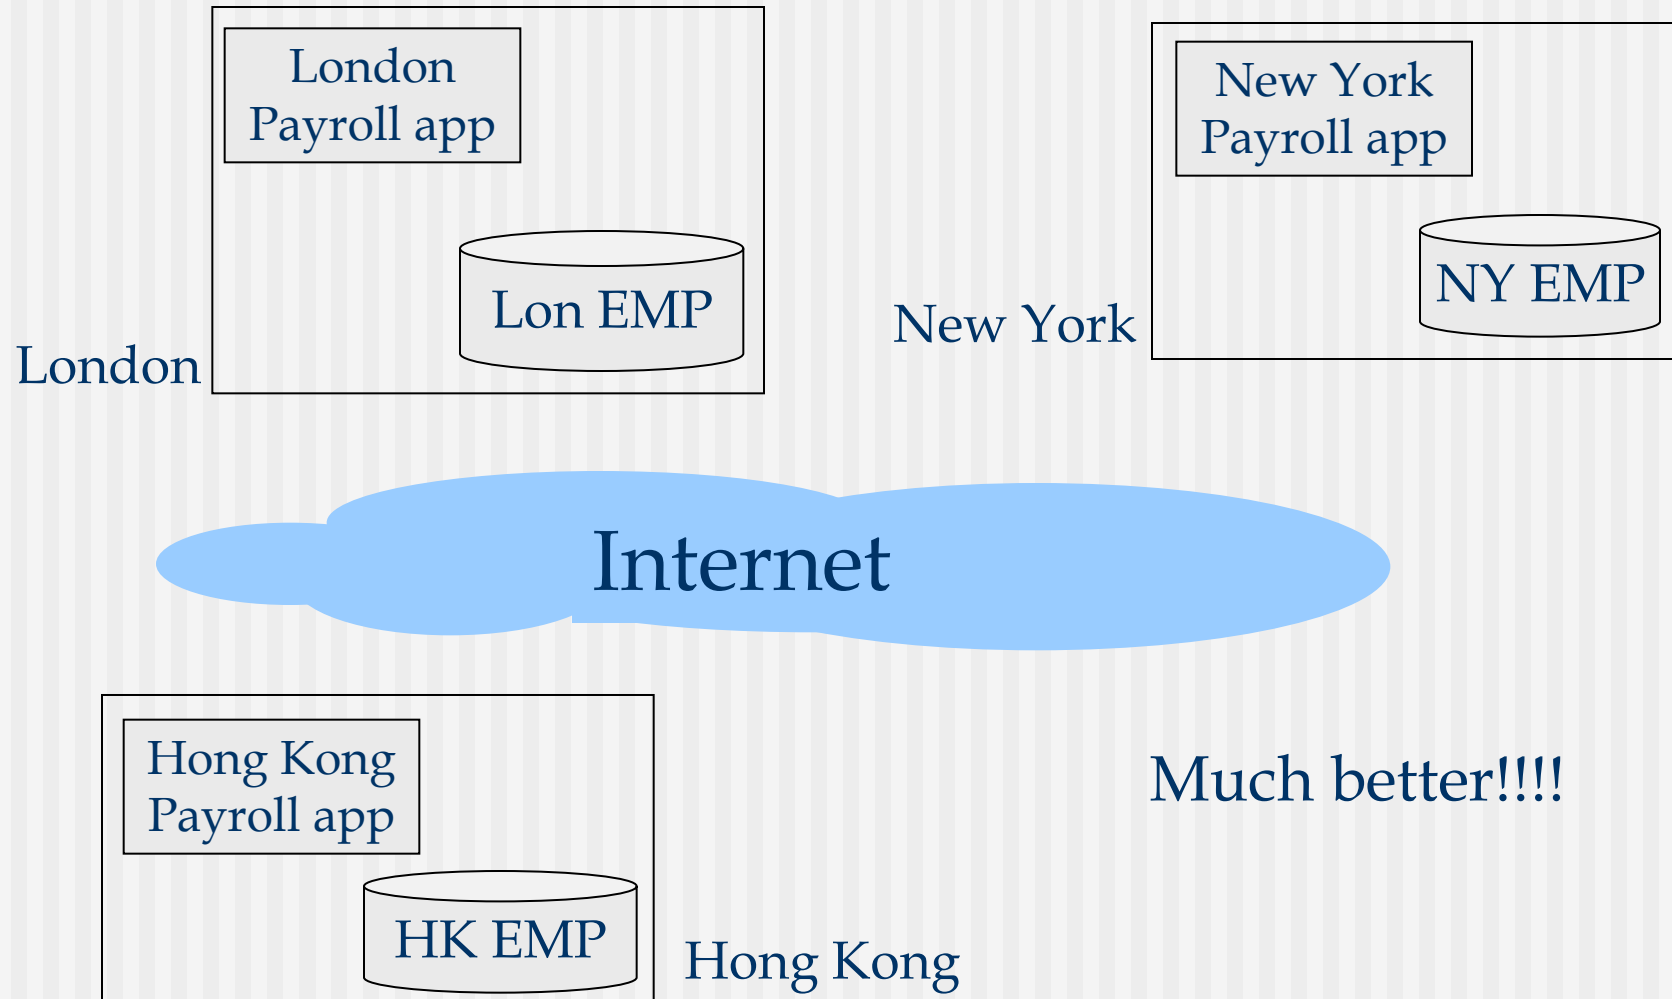 London
Payroll app
Lon EMP
London
New York
Payroll app
NY EMP
New York
Internet
Hong Kong
Payroll app
HK EMP
Hong Kong
Much better!!!!